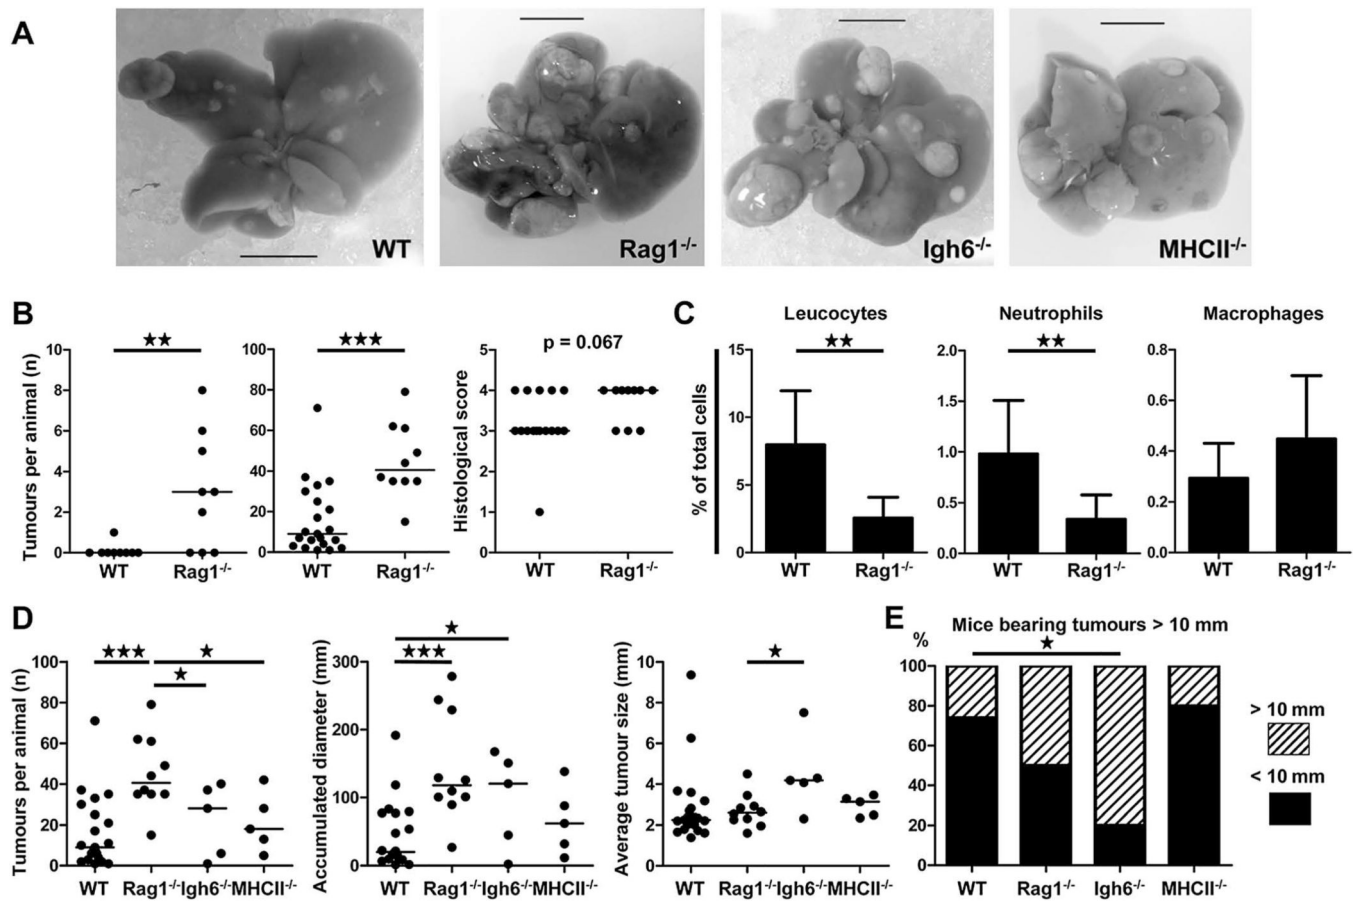 A
WT
Rag1-/-
Igh6-/-
MHCII-/-
B
Tumours per animal (n)
10
8
6
4
2
0
WT
Rag1-/-
★★
100
80
60
40
20
0
WT
Rag1-/-
★★★
Histological score
5
4
3
2
1
0
WT
Rag1-/-
p = 0.067
C
% of total cells
Leucocytes
15
10
5
0
★★
WT
Rag1-/-
Neutrophils
2.0
1.5
1.0
0.5
0.0
★★
WT
Rag1-/-
Macrophages
0.8
0.6
0.4
0.2
0.0
WT
Rag1-/-
D
Tumours per animal (n)
100
80
60
40
20
0
★★★
★
★
WT
Rag1-/-
Igh6-/-
MHCII-/-
Accumulated diameter (mm)
300
200
100
0
★
★★★
WT
Rag1-/-
Igh6-/-
MHCII-/-
Average tumour size (mm)
10
8
6
4
2
0
★
WT
Rag1-/-
Igh6-/-
MHCII-/-
E
Mice bearing tumours > 10 mm
%
★
100
80
60
40
20
0
WT
Rag1-/-
Igh6-/-
MHCII-/-
> 10 mm
< 10 mm